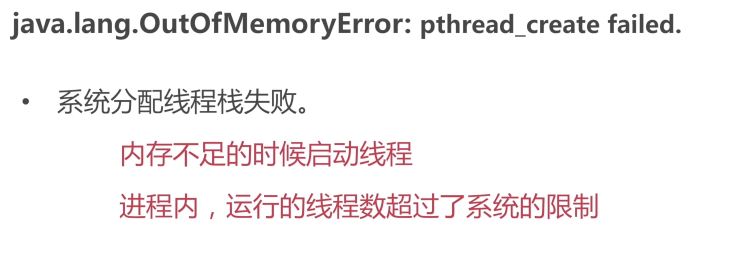 java.lang.OutOfMemoryError: pthread_create failed.
• 系统分配线程栈失败。
内存不足的时候启动线程
进程内，运行的线程数超过了系统的限制